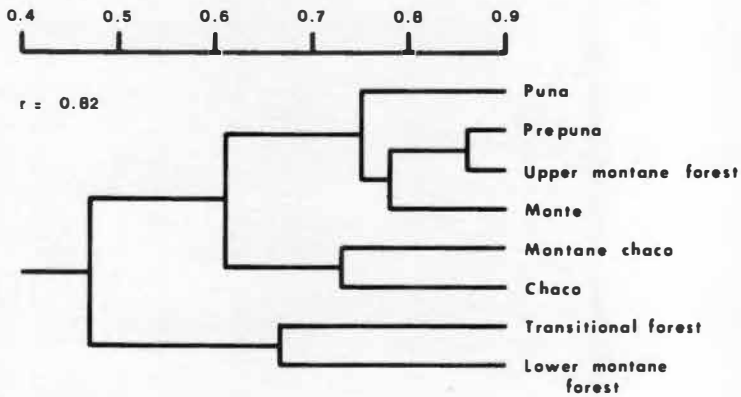 0.4 0.5 0.6 0.7 0.8 0.9
r = 0.82
Puna
Prepuna
Upper montane forest
Monte
Montane chaco
Chaco
Transitional forest
Lower montane
forest